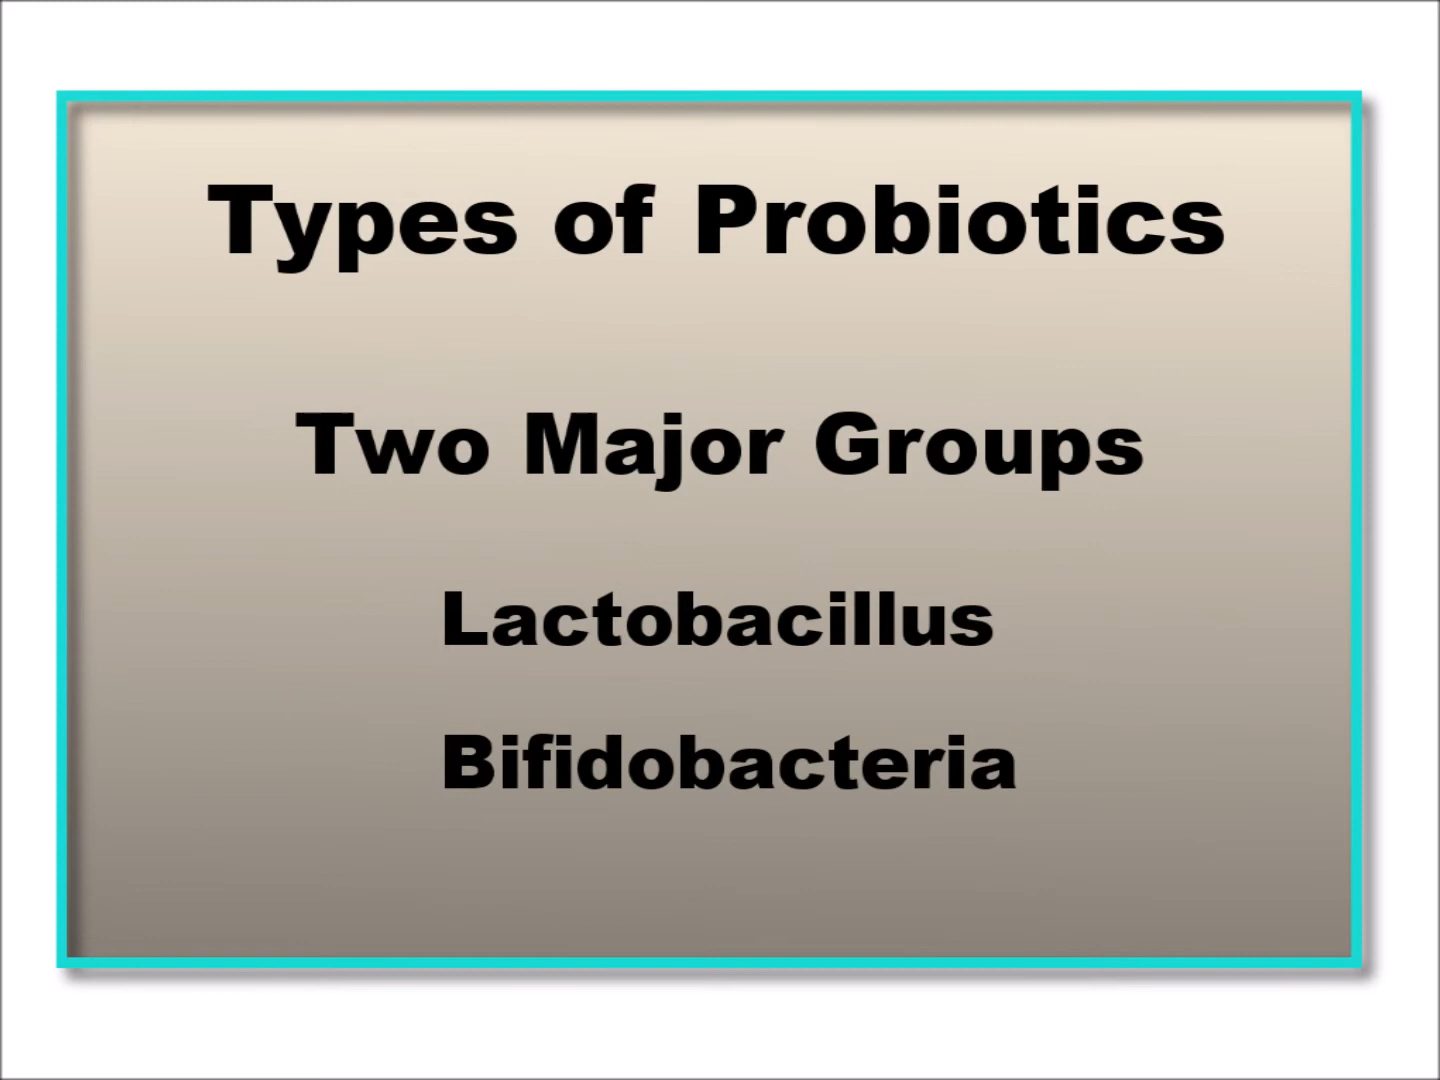 Types of Probiotics
Two Major Groups
Lactobacillus
Bifidobacteria